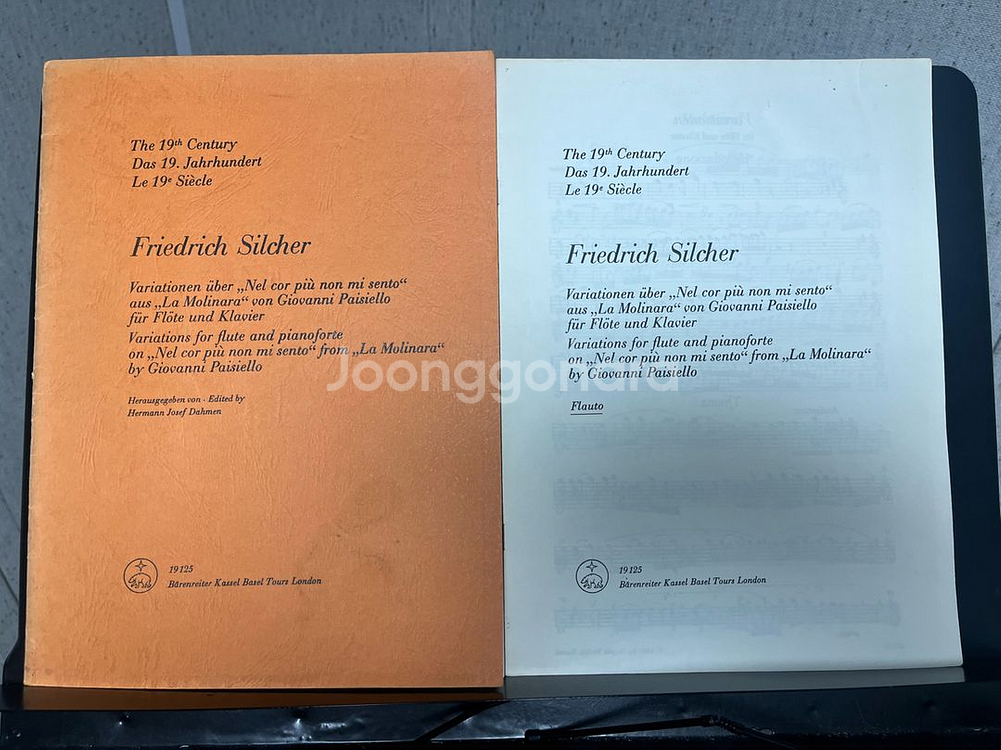 The 19th Century
Das 19. Jahrhundert
Le 19e Siècle
Friedrich Silcher
Variationen über „Nel cor più non mi sento“
aus „La Molinara“ von Giovanni Paisiello
für Flöte und Klavier
Variations for flute and pianoforte
on „Nel cor più non mi sento“ from „La Molinara“
by Giovanni Paisiello
Herausgegeben von · Edited by
Hermann Josef Dahmen
19125
Bärenreiter Kassel Basel Tours London
The 19th Century
Das 19. Jahrhundert
Le 19e Siècle
Friedrich Silcher
Variationen über „Nel cor più non mi sento“
aus „La Molinara“ von Giovanni Paisiello
für Flöte und Klavier
Variations for flute and pianoforte
on „Nel cor più non mi sento“ from „La Molinara“
by Giovanni Paisiello
Flauto
19125
Bärenreiter Kassel Basel Tours London
Joonggonara